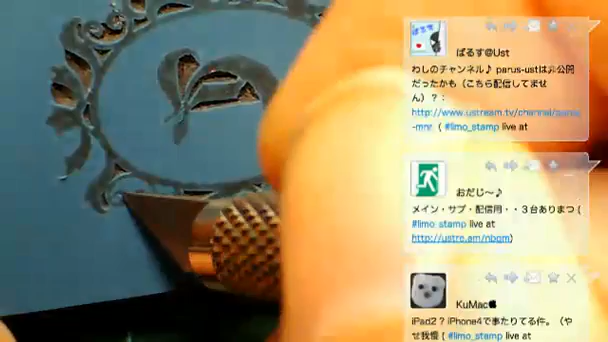 ぱるす@Ust
わしのチャンネル♪ parus-ustは非公開
だったかも（こちら配信してませ
ん）？：
http://www.ustream.tv/channel/parus
-mnr （ #limo_stamp live at
おだじ〜♪
メイン・サブ・配信用・・３台ありまつ (
#limo_stamp live at
http://ustre.am/nbpm)
KuMac
iPad2？iPhone4で事たりてる件。（や
せ我慢 ( #limo_stamp live at